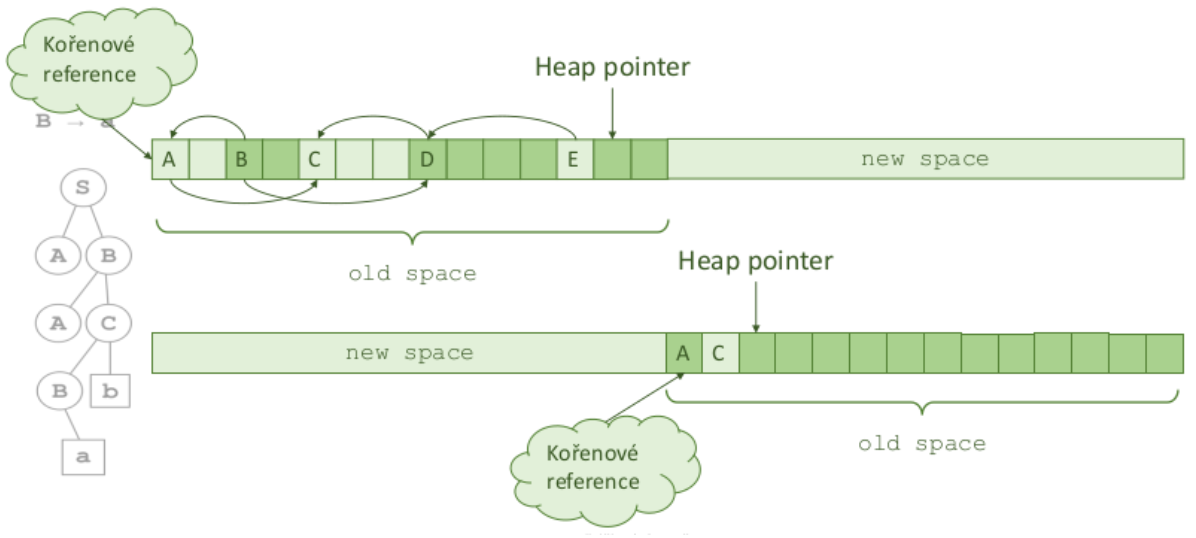 Kořenové
reference
Heap pointer
B → a
A B C D E new space
S
A B
old space
Heap pointer
A C
new space A C
B b
a
old space
Kořenové
reference